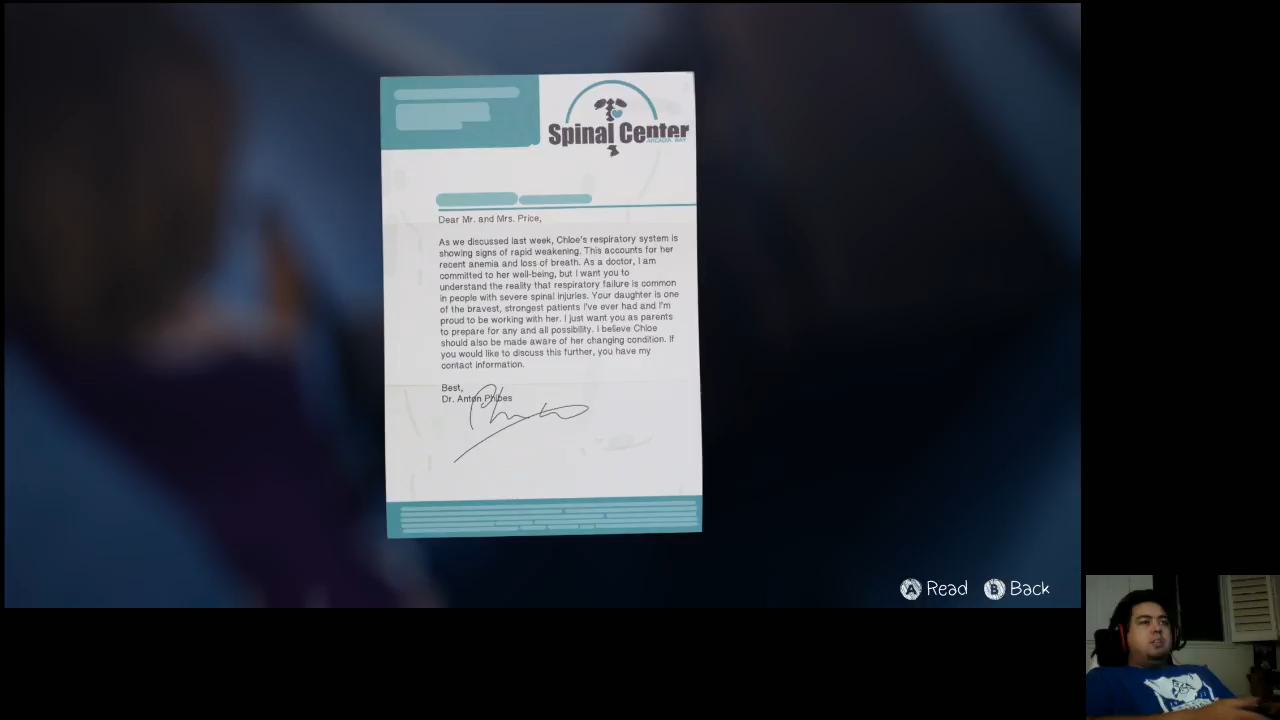 Spinal Center
ARCADIA BAY
Dear Mr. and Mrs. Price,
As we discussed last week, Chloe's respiratory system is
showing signs of rapid weakening. This accounts for her
recent anemia and loss of breath. As a doctor, I am
committed to her well-being, but I want you to
understand the reality that respiratory failure is common
in people with severe spinal injuries. Your daughter is one
of the bravest, strongest patients I've ever had and I'm
proud to be working with her. I just want you as parents
to prepare for any and all possibility. I believe Chloe
should also be made aware of her changing condition. If
you would like to discuss this further, you have my
contact information.
Best,
Dr. Anton Phibes
A Read B Back